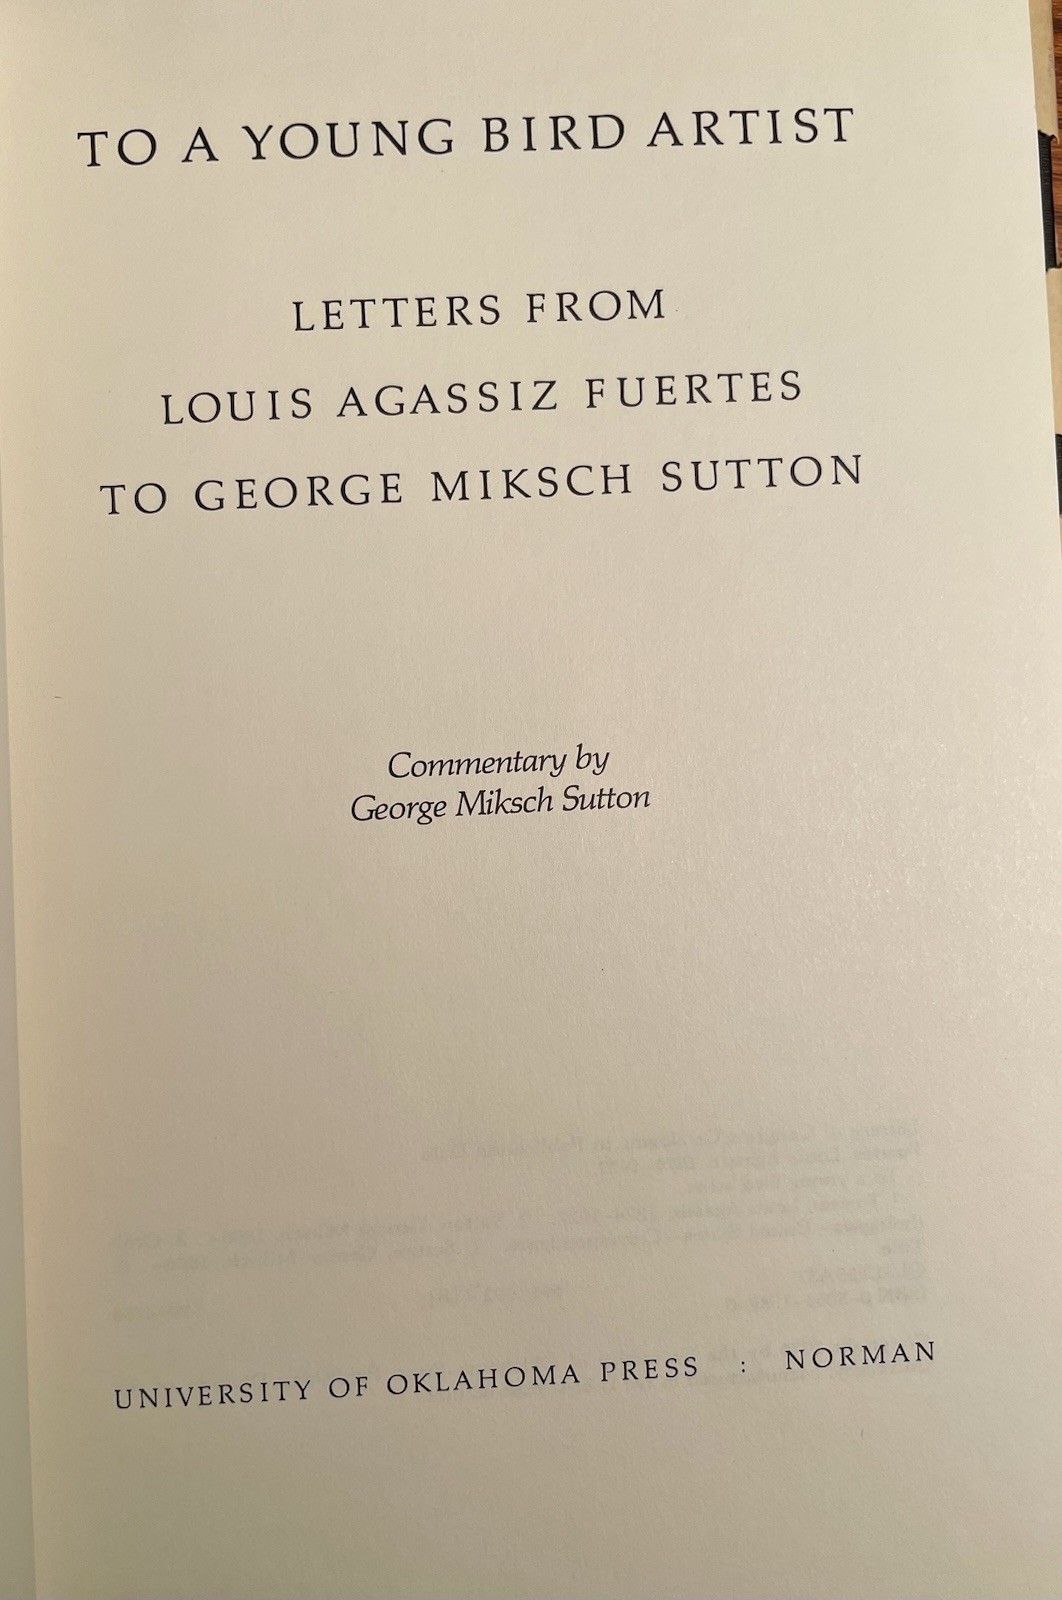 TO A YOUNG BIRD ARTIST
LETTERS FROM
LOUIS AGASSIZ FUERTES
TO GEORGE MIKSCH SUTTON
Commentary by
George Miksch Sutton
UNIVERSITY OF OKLAHOMA PRESS : NORMAN